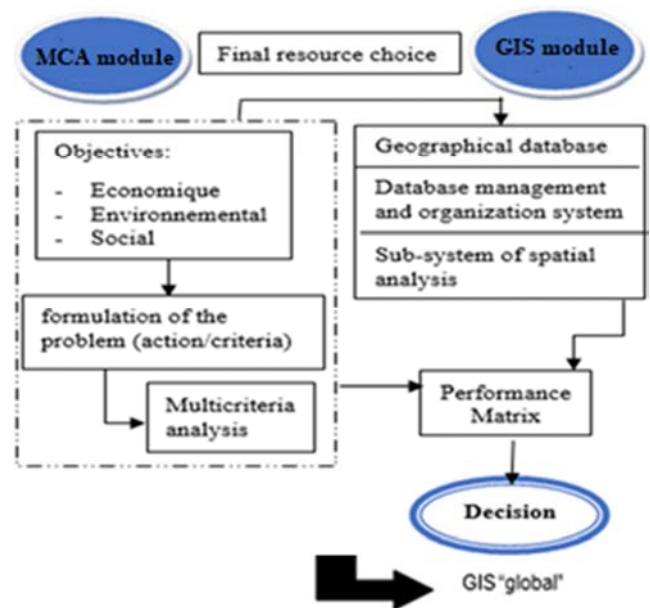 MCA module
Final resource choice
GIS module
Objectives:
- Economique
- Environnemental
- Social
formulation of the
problem (action/criteria)
Multicriteria
analysis
Geographical database
Database management
and organization system
Sub-system of spatial
analysis
Performance
Matrix
Decision
GIS "global"